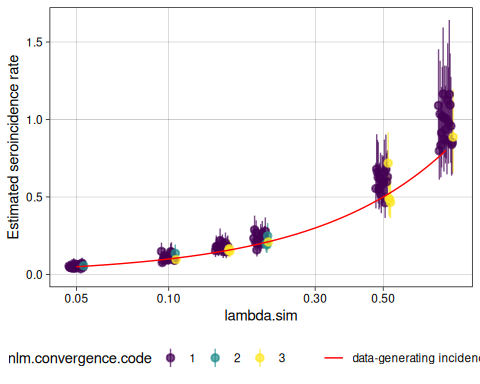 Estimated seroincidence rate
1.5
1.0
0.5
0.0
0.05 0.10 0.30 0.50
lambda.sim
nlm.convergence.code 1 2 3 data-generating incidenc